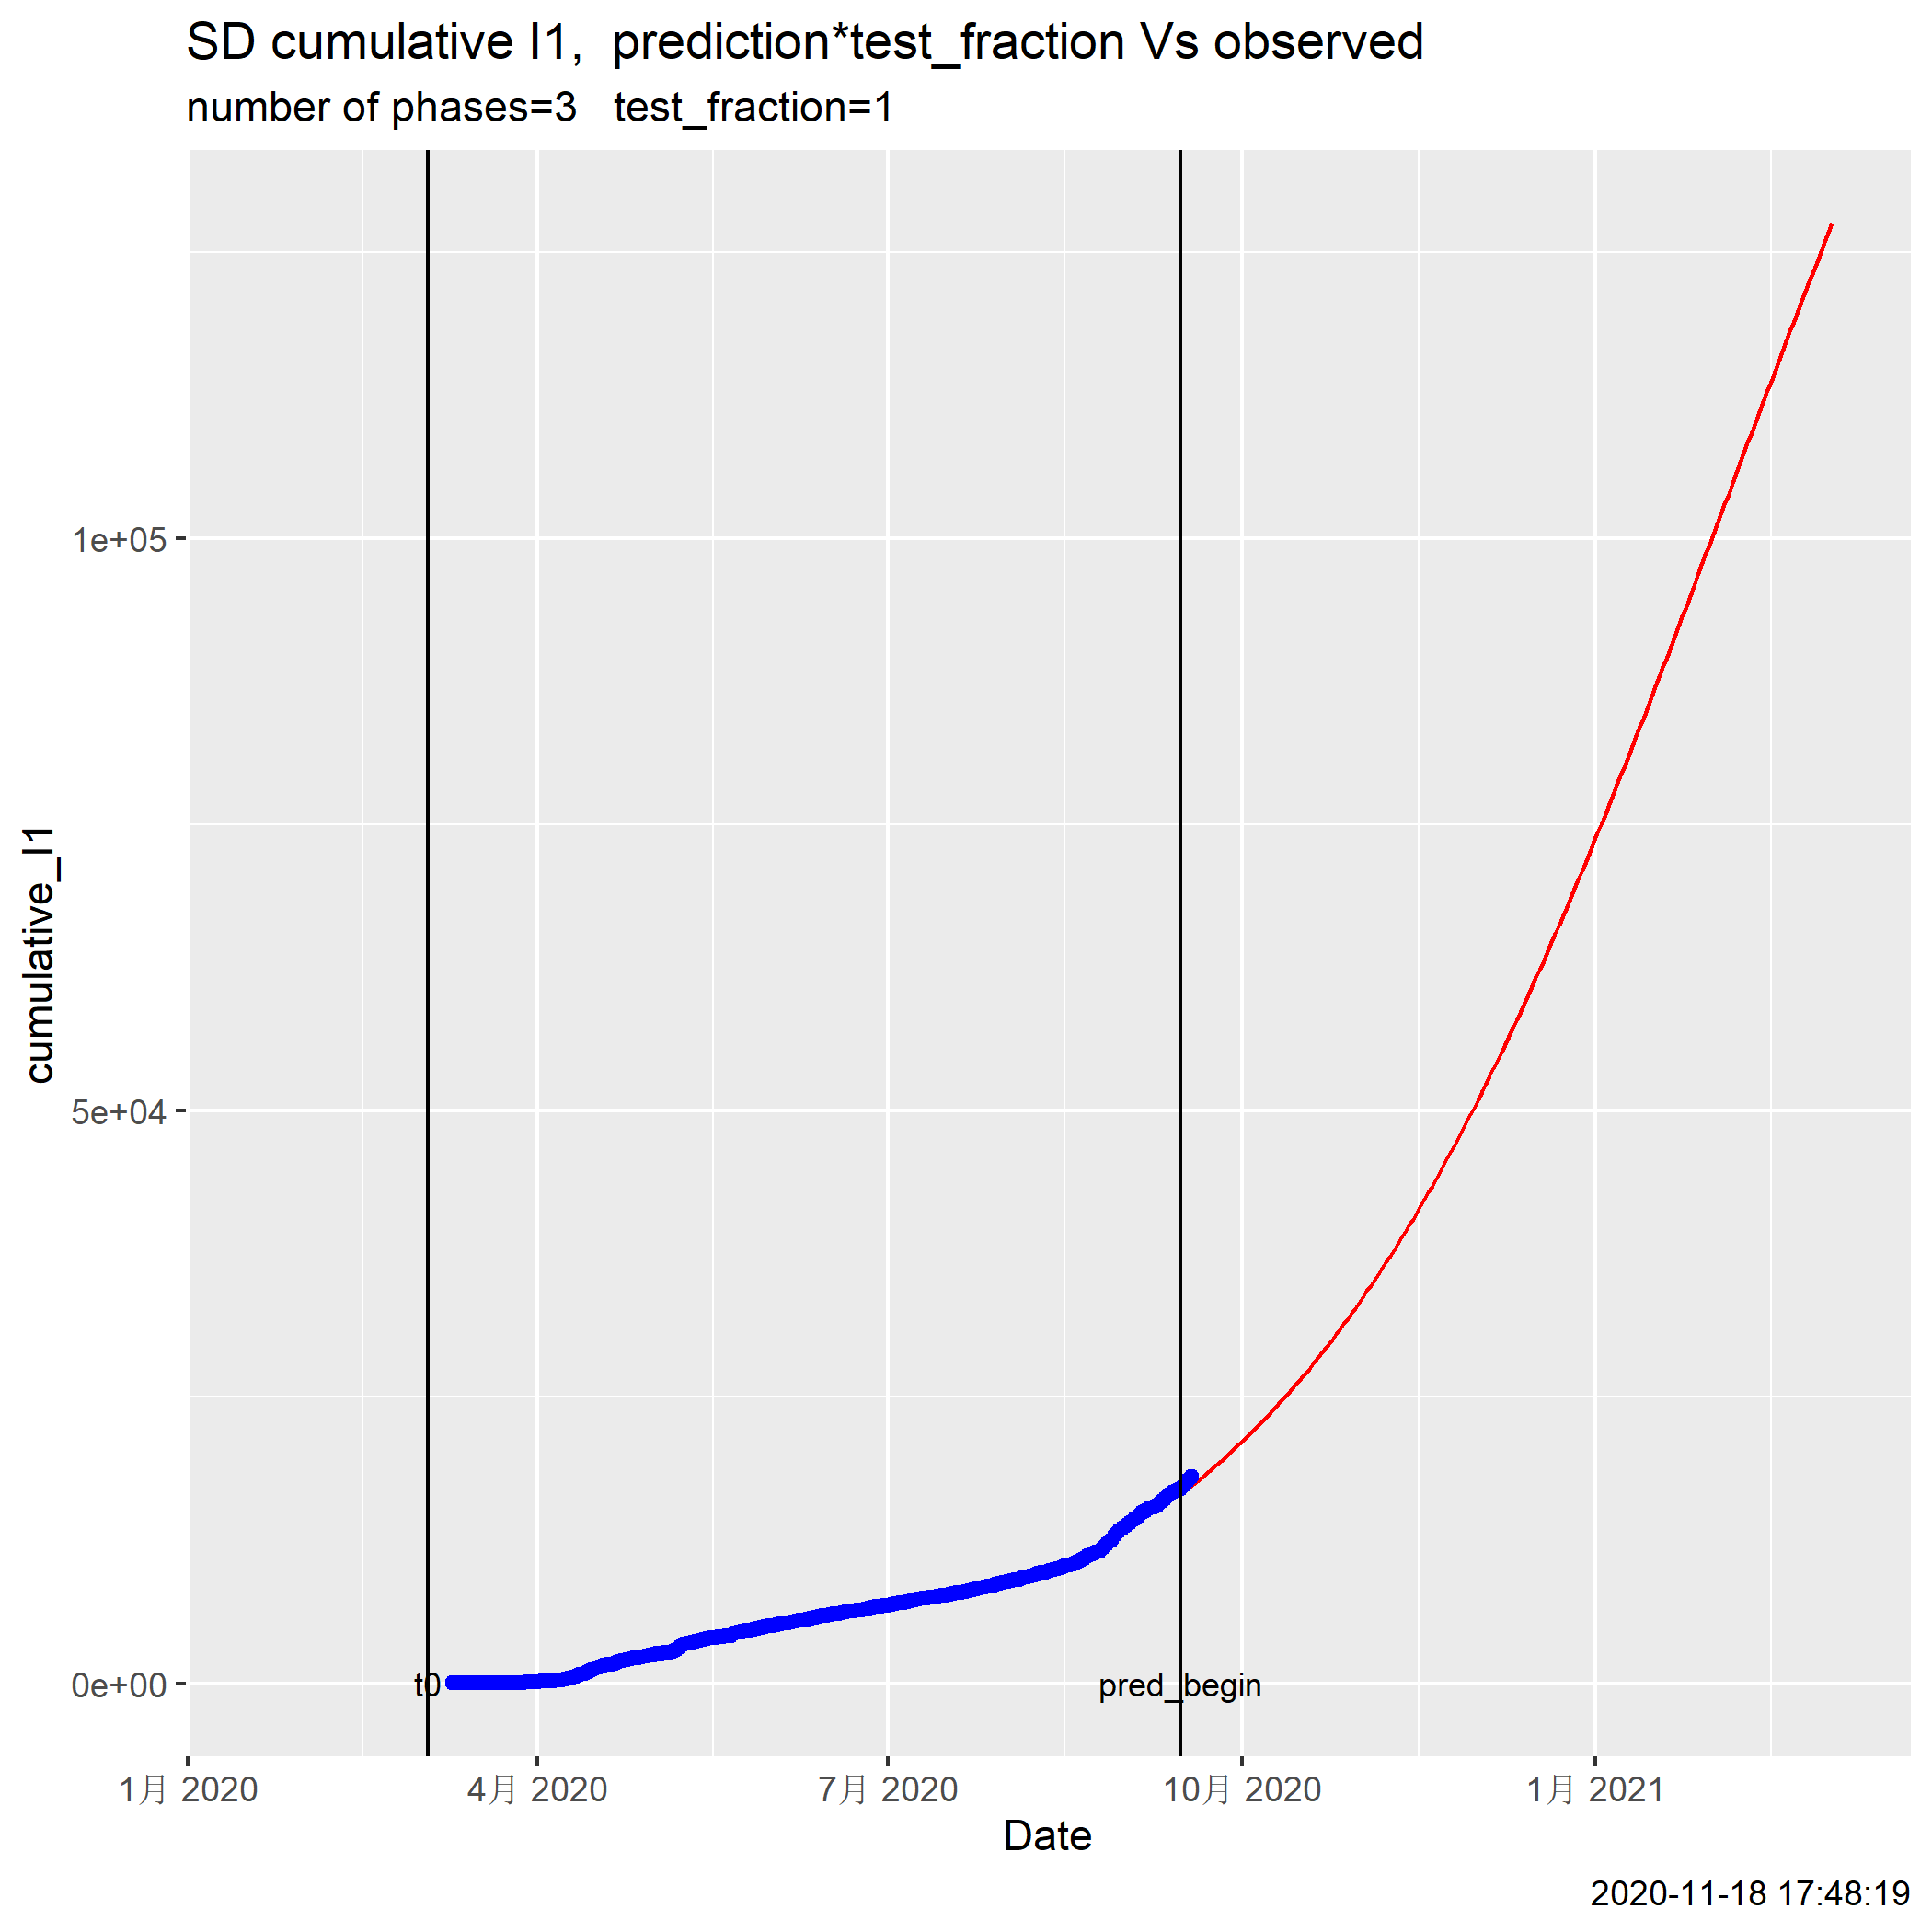 SD cumulative I1,  prediction*test_fraction Vs observed
number of phases=3   test_fraction=1
cumulative_I1
1e+05
5e+04
0e+00
t0
pred_begin
1月 2020
4月 2020
7月 2020
10月 2020
1月 2021
Date
2020-11-18 17:48:19